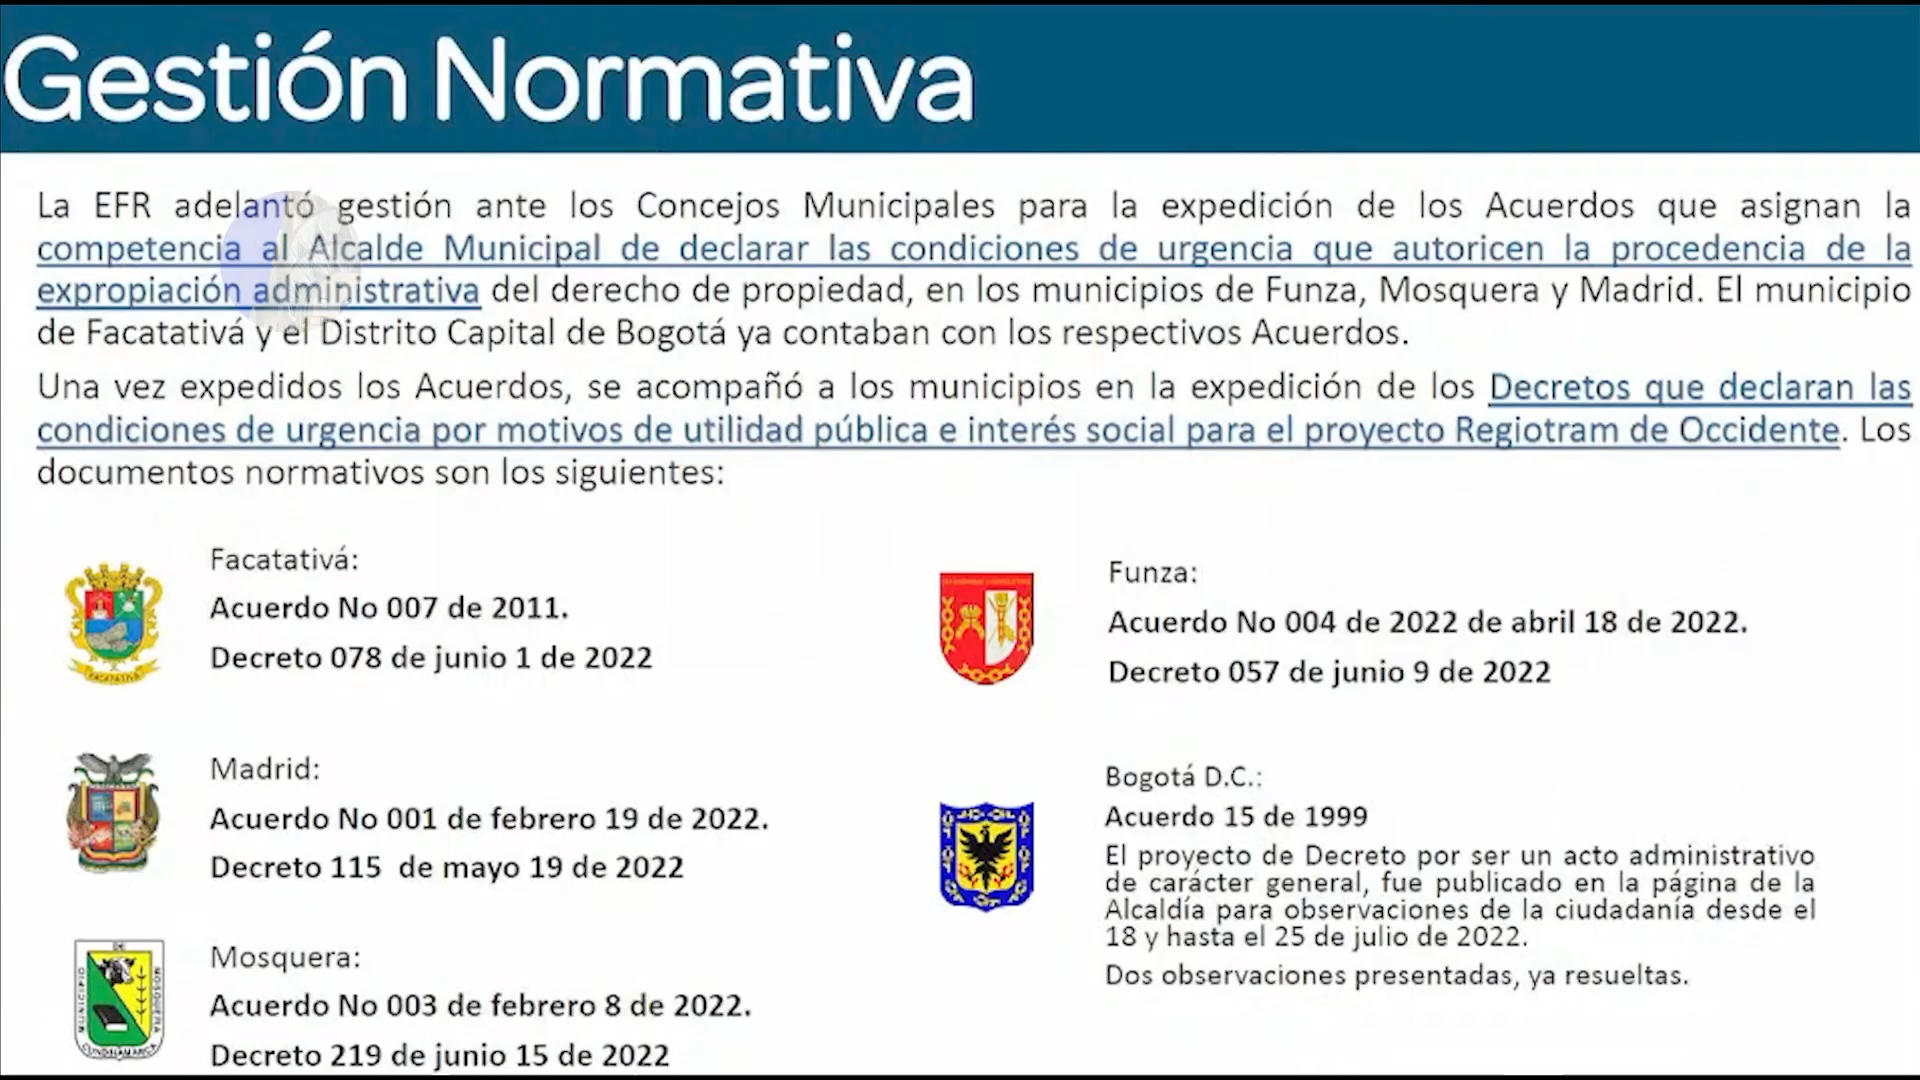 Gestión Normativa
La EFR adelantó gestión ante los Concejos Municipales para la expedición de los Acuerdos que asignan la
competencia al Alcalde Municipal de declarar las condiciones de urgencia que autoricen la procedencia de la
expropiación administrativa del derecho de propiedad, en los municipios de Funza, Mosquera y Madrid. El municipio
de Facatativá y el Distrito Capital de Bogotá ya contaban con los respectivos Acuerdos.
Una vez expedidos los Acuerdos, se acompañó a los municipios en la expedición de los Decretos que declaran las
condiciones de urgencia por motivos de utilidad pública e interés social para el proyecto Regiotram de Occidente. Los
documentos normativos son los siguientes:
Facatativá:
Acuerdo No 007 de 2011.
Decreto 078 de junio 1 de 2022
FACATATIVÁ
Madrid:
Acuerdo No 001 de febrero 19 de 2022.
Decreto 115 de mayo 19 de 2022
Mosquera:
Acuerdo No 003 de febrero 8 de 2022.
Decreto 219 de junio 15 de 2022
MUNICIPIO
DE
MOSQUERA
CUNDINAMARCA
Funza:
Acuerdo No 004 de 2022 de abril 18 de 2022.
Decreto 057 de junio 9 de 2022
Bogotá D.C.:
Acuerdo 15 de 1999
El proyecto de Decreto por ser un acto administrativo
de carácter general, fue publicado en la página de la
Alcaldía para observaciones de la ciudadanía desde el
18 y hasta el 25 de julio de 2022.
Dos observaciones presentadas, ya resueltas.